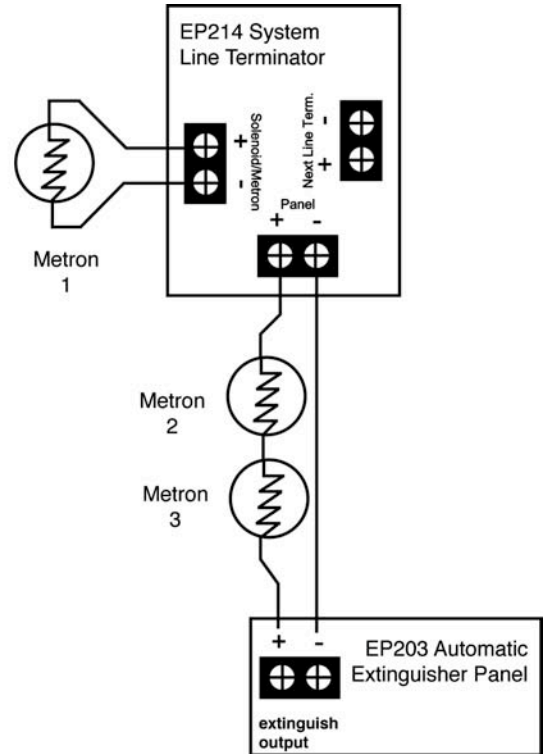 EP214 System
Line Terminator
+
-
Solenoid/Metron
Next Line Term.
-
+
Panel
+ -
Metron
1
Metron
2
Metron
3
+ -
EP203 Automatic
Extinguisher Panel
extinguish
output